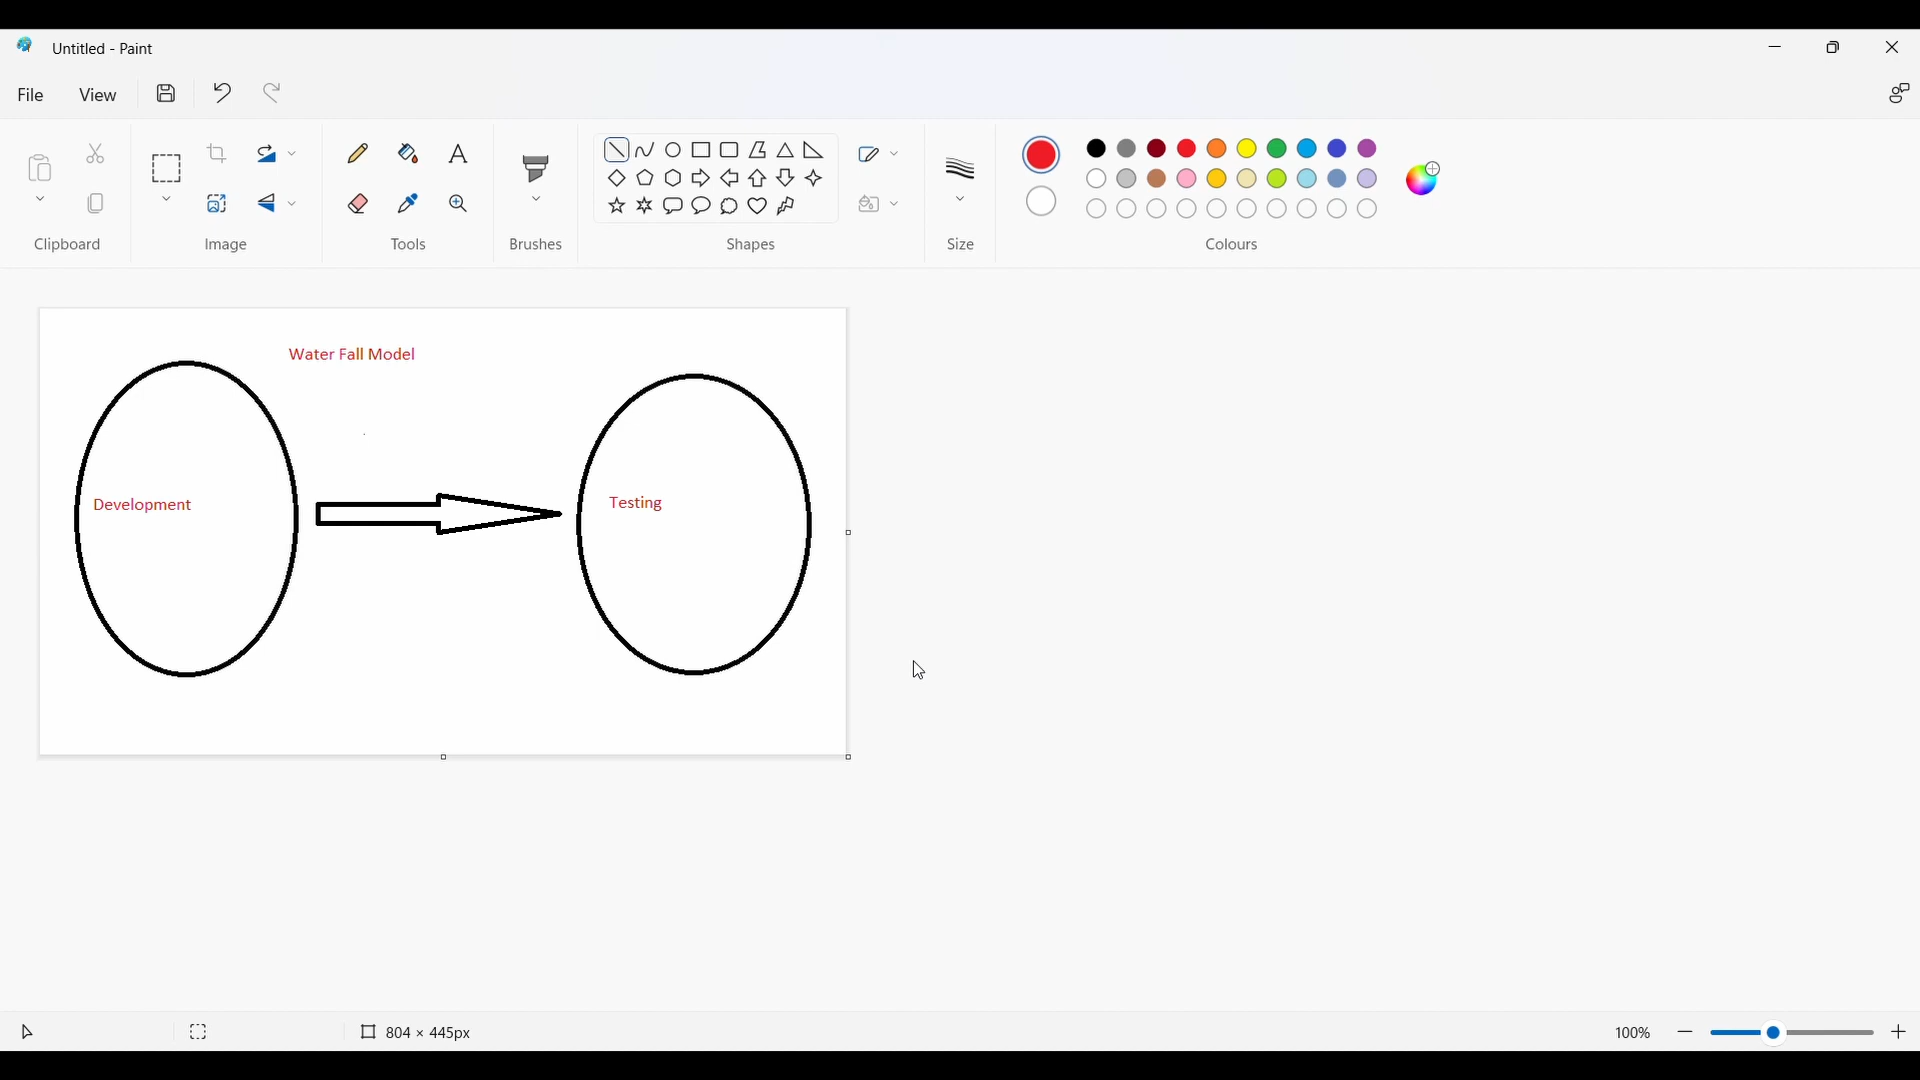 Untitled - Paint
File View
Clipboard Image Tools Brushes Shapes Size Colours
Water Fall Model
Development Testing
804 × 445px 100%